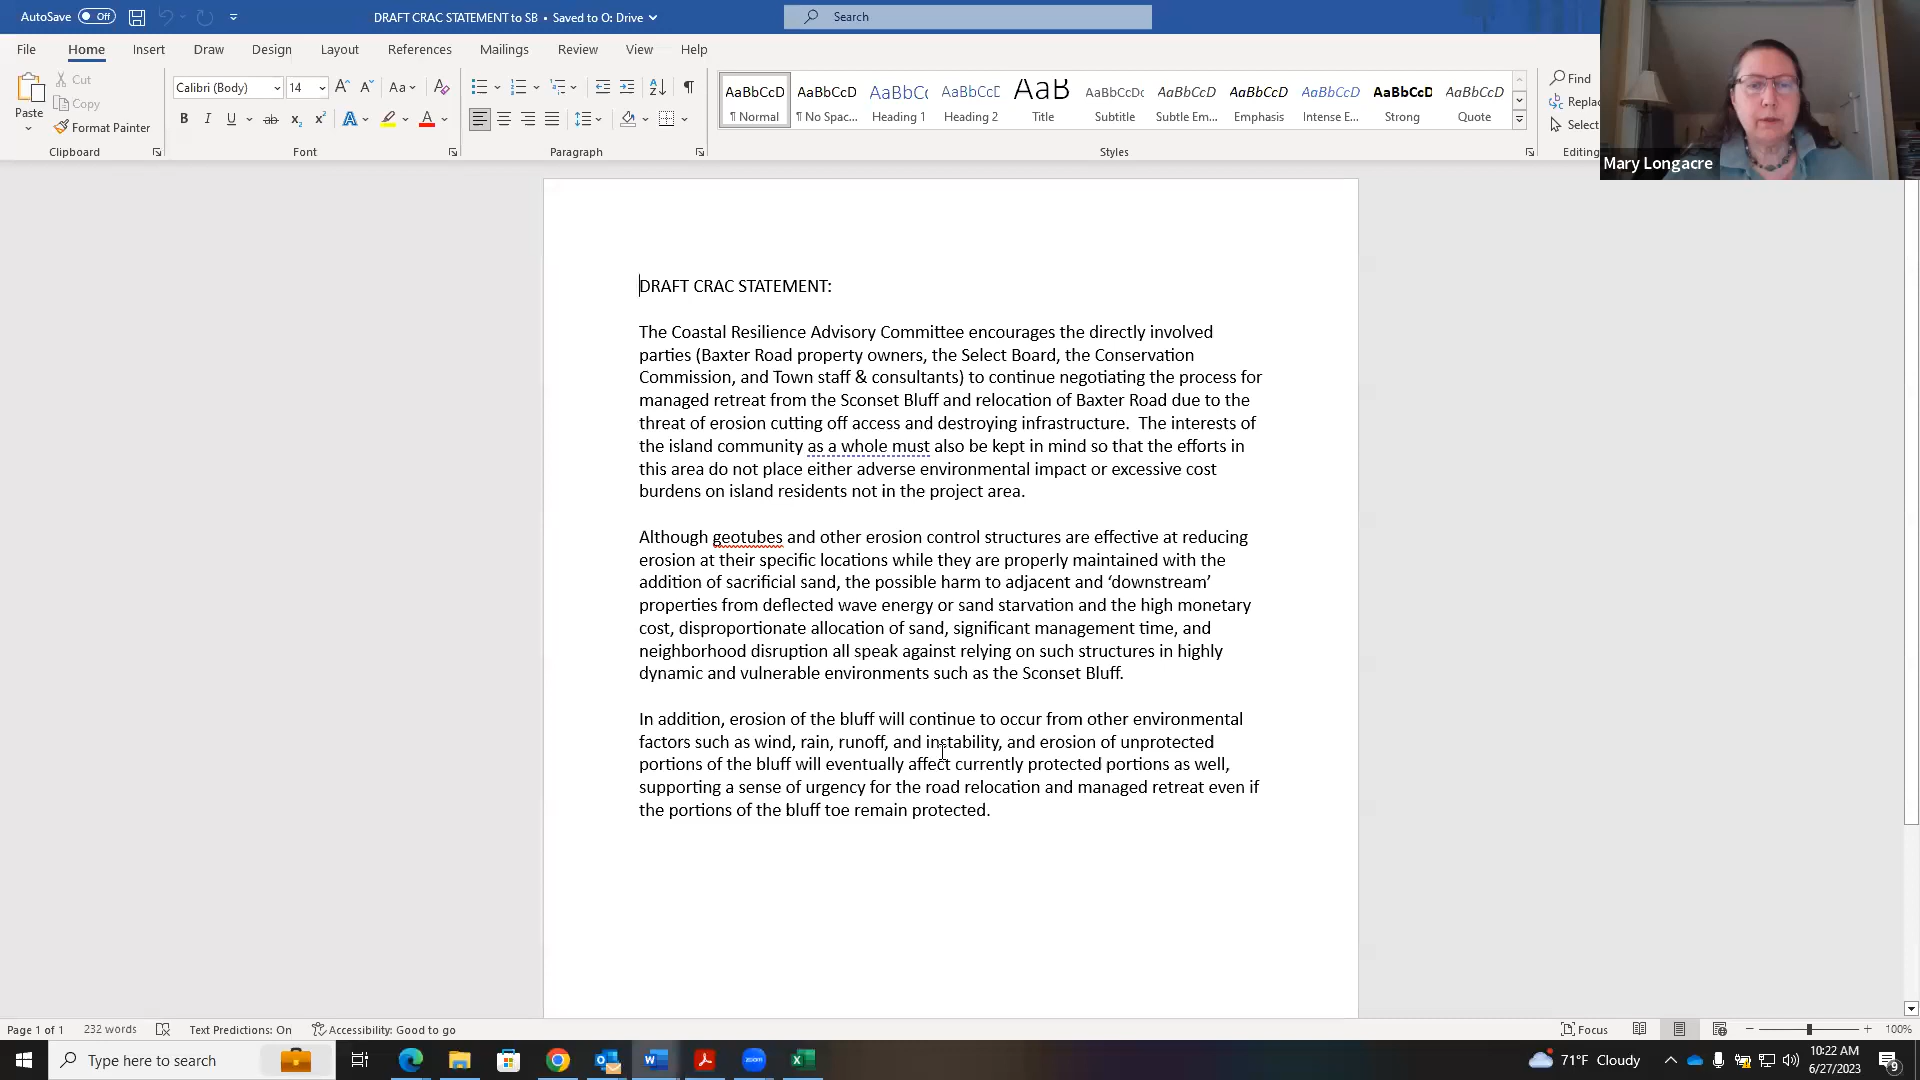 AutoSave Off DRAFT CRAC STATEMENT to SB • Saved to O: Drive Search
File Home Insert Draw Design Layout References Mailings Review View Help
Paste
Cut
Copy
Format Painter
Calibri (Body) 14
AaBbCcD AaBbCcD AaBbCc AaBbCcD AaB AaBbCcDc AaBbCcD AaBbCcD AaBbCcD AaBbCcD AaBbCcD
¶ Normal ¶ No Spac... Heading 1 Heading 2 Title Subtitle Subtle Em... Emphasis Intense E... Strong Quote
Find
Select
Clipboard Font Paragraph Styles Editing
Mary Longacre
DRAFT CRAC STATEMENT:
The Coastal Resilience Advisory Committee encourages the directly involved
parties (Baxter Road property owners, the Select Board, the Conservation
Commission, and Town staff & consultants) to continue negotiating the process for
managed retreat from the Sconset Bluff and relocation of Baxter Road due to the
threat of erosion cutting off access and destroying infrastructure.  The interests of
the island community as a whole must also be kept in mind so that the efforts in
this area do not place either adverse environmental impact or excessive cost
burdens on island residents not in the project area.
Although geotubes and other erosion control structures are effective at reducing
erosion at their specific locations while they are properly maintained with the
addition of sacrificial sand, the possible harm to adjacent and ‘downstream’
properties from deflected wave energy or sand starvation and the high monetary
cost, disproportionate allocation of sand, significant management time, and
neighborhood disruption all speak against relying on such structures in highly
dynamic and vulnerable environments such as the Sconset Bluff.
In addition, erosion of the bluff will continue to occur from other environmental
factors such as wind, rain, runoff, and instability, and erosion of unprotected
portions of the bluff will eventually affect currently protected portions as well,
supporting a sense of urgency for the road relocation and managed retreat even if
the portions of the bluff toe remain protected.
Page 1 of 1 232 words Text Predictions: On Accessibility: Good to go Focus 100%
Type here to search 71°F Cloudy 10:22 AM
6/27/2023